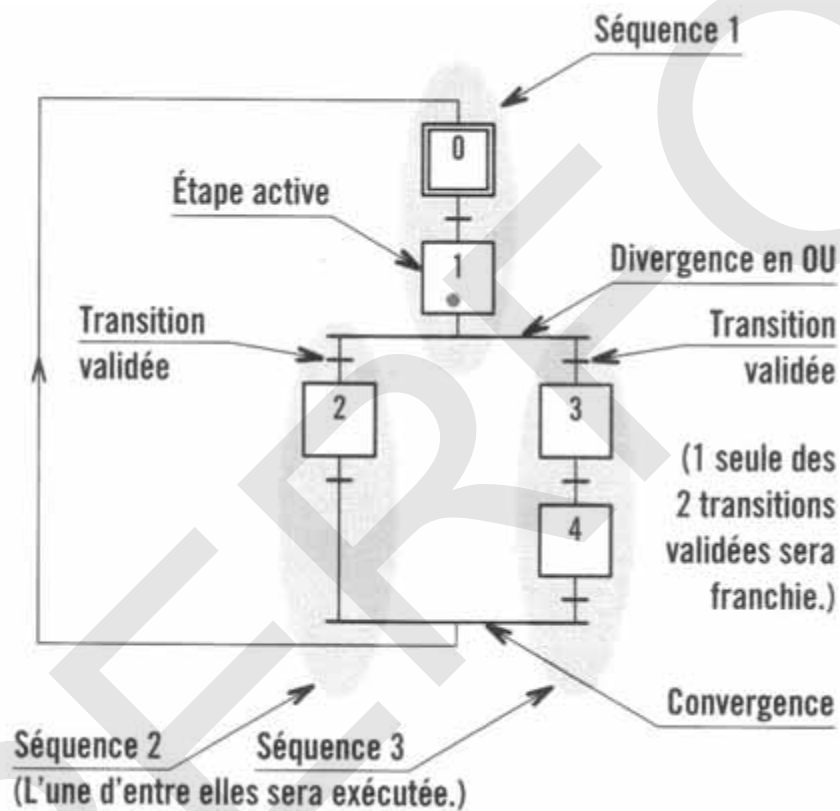 Séquence 1
0
Étape active
1
Divergence en OU
Transition
validée
Transition
validée
2
3
(1 seule des
2 transitions
validées sera
franchie.)
4
Convergence
Séquence 2
Séquence 3
(L'une d'entre elles sera exécutée.)